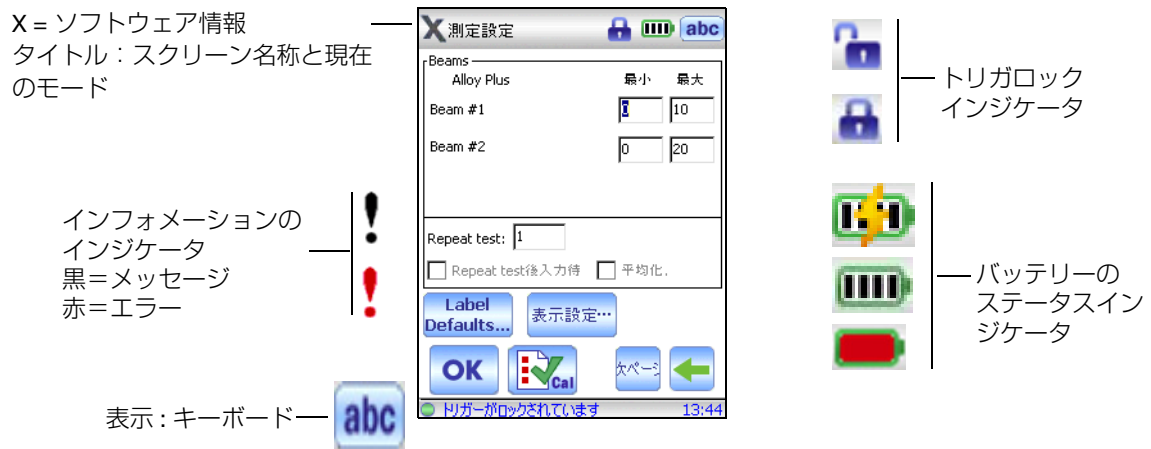 X = ソフトウェア情報
タイトル：スクリーン名称と現在
のモード
インフォメーションの
インジケータ
黒＝メッセージ
赤＝エラー
表示 : キーボード
abc
X 測定設定 abc
Beams
Alloy Plus 最小 最大
Beam #1 0 10
Beam #2 0 20
Repeat test: 1
Repeat test後入力待 平均化.
Label
Defaults... 表示設定…
OK Cal 次ページ
トリガーがロックされています 13:44
トリガロック
インジケータ
バッテリーの
ステータスイン
ジケータ